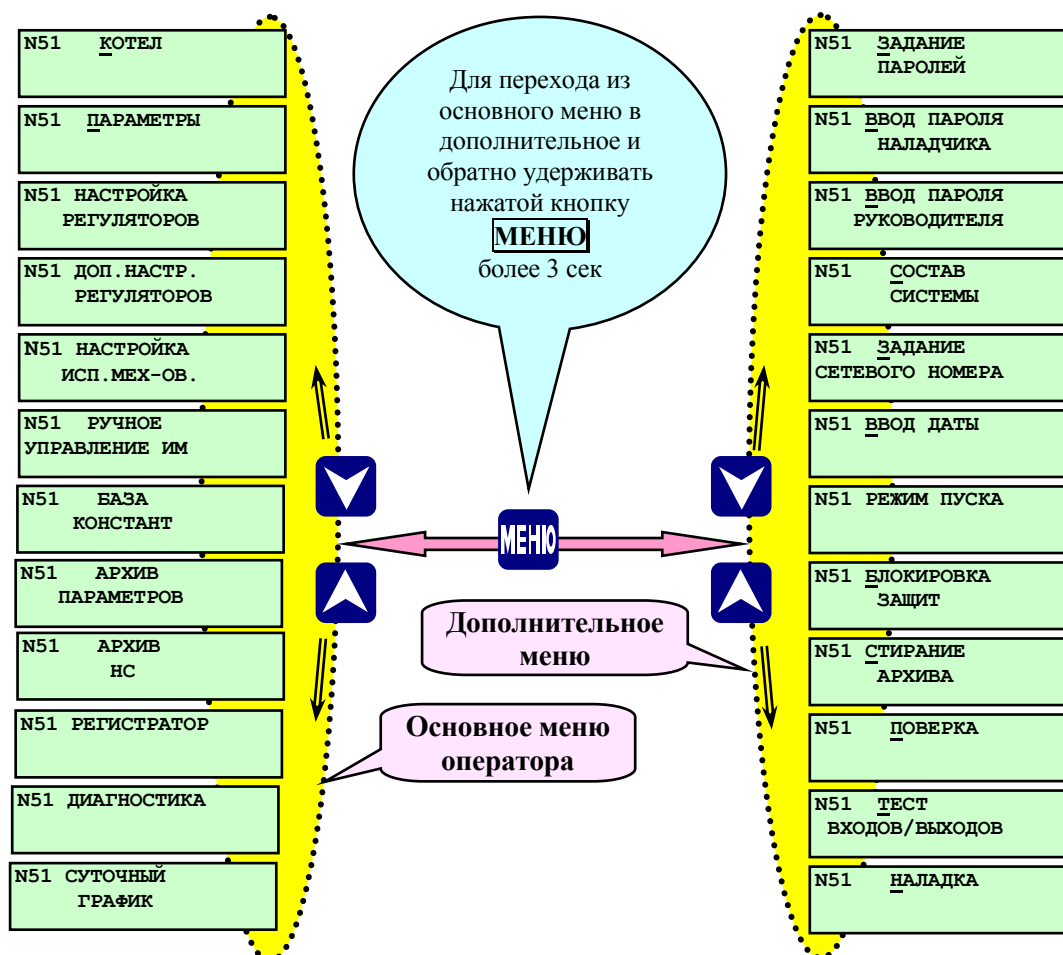 N51 КОТЕЛ
N51 ПАРАМЕТРЫ
N51 НАСТРОЙКА
РЕГУЛЯТОРОВ
N51 ДОП.НАСТР.
РЕГУЛЯТОРОВ
N51 НАСТРОЙКА
ИСП.МЕХ-ОВ.
N51 РУЧНОЕ
УПРАВЛЕНИЕ ИМ
N51 БАЗА
КОНСТАНТ
N51 АРХИВ
ПАРАМЕТРОВ
N51 АРХИВ
НС
N51 РЕГИСТРАТОР
N51 ДИАГНОСТИКА
N51 СУТОЧНЫЙ
ГРАФИК
Для перехода из
основного меню в
дополнительное и
обратно удерживать
нажатой кнопку
МЕНЮ
более 3 сек
МЕНЮ
Дополнительное
меню
Основное меню
оператора
N51 ЗАДАНИЕ
ПАРОЛЕЙ
N51 ВВОД ПАРОЛЯ
НАЛАДЧИКА
N51 ВВОД ПАРОЛЯ
РУКОВОДИТЕЛЯ
N51 СОСТАВ
СИСТЕМЫ
N51 ЗАДАНИЕ
СЕТЕВОГО НОМЕРА
N51 ВВОД ДАТЫ
N51 РЕЖИМ ПУСКА
N51 БЛОКИРОВКА
ЗАЩИТ
N51 СТИРАНИЕ
АРХИВА
N51 ПОВЕРКА
N51 ТЕСТ
ВХОДОВ/ВЫХОДОВ
N51 НАЛАДКА